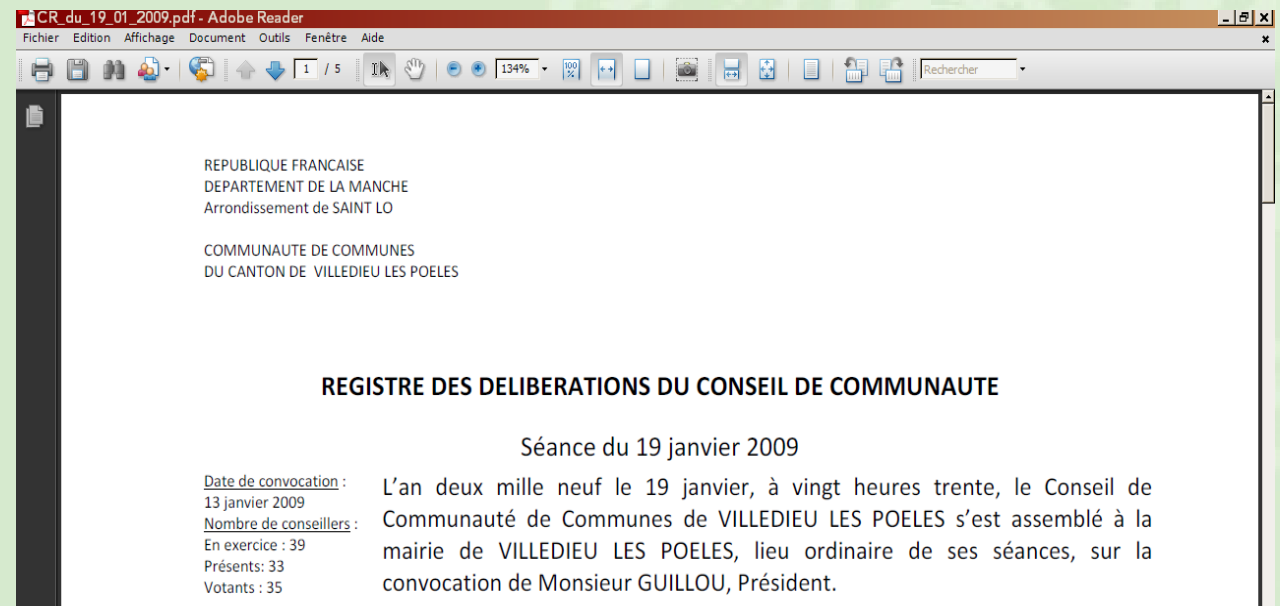 CR_du_19_01_2009.pdf - Adobe Reader
Fichier Edition Affichage Document Outils Fenêtre Aide
1 / 5 134% Rechercher
REPUBLIQUE FRANCAISE
DEPARTEMENT DE LA MANCHE
Arrondissement de SAINT LO
COMMUNAUTE DE COMMUNES
DU CANTON DE VILLEDIEU LES POELES
REGISTRE DES DELIBERATIONS DU CONSEIL DE COMMUNAUTE
Séance du 19 janvier 2009
Date de convocation :
13 janvier 2009
Nombre de conseillers :
En exercice : 39
Présents: 33
Votants : 35
L’an deux mille neuf le 19 janvier, à vingt heures trente, le Conseil de
Communauté de Communes de VILLEDIEU LES POELES s’est assemblé à la
mairie de VILLEDIEU LES POELES, lieu ordinaire de ses séances, sur la
convocation de Monsieur GUILLOU, Président.